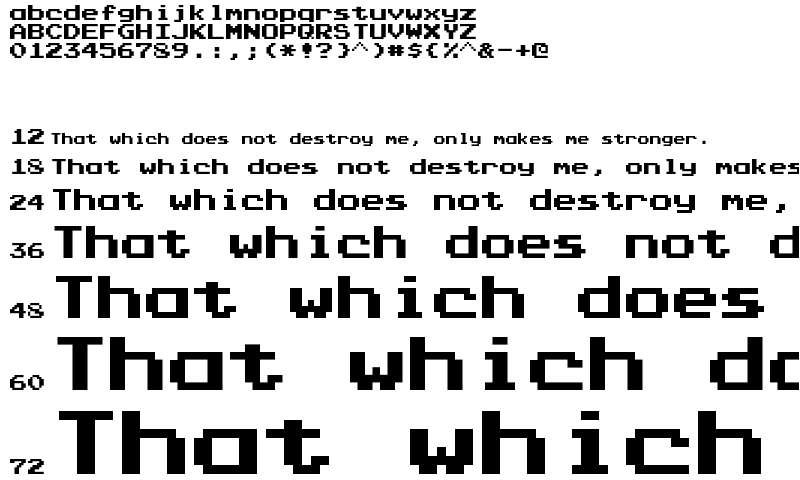 abcdefghijklmnopqrstuvwxyz
ABCDEFGHIJKLMNOPQRSTUVWXYZ
0123456789.:,;(*!?}^)#${%^&-+@
12 That which does not destroy me, only makes me stronger.
18 That which does not destroy me, only makes
24 That which does not destroy me,
36 That which does not d
48 That which does
60 That which do
72 That which